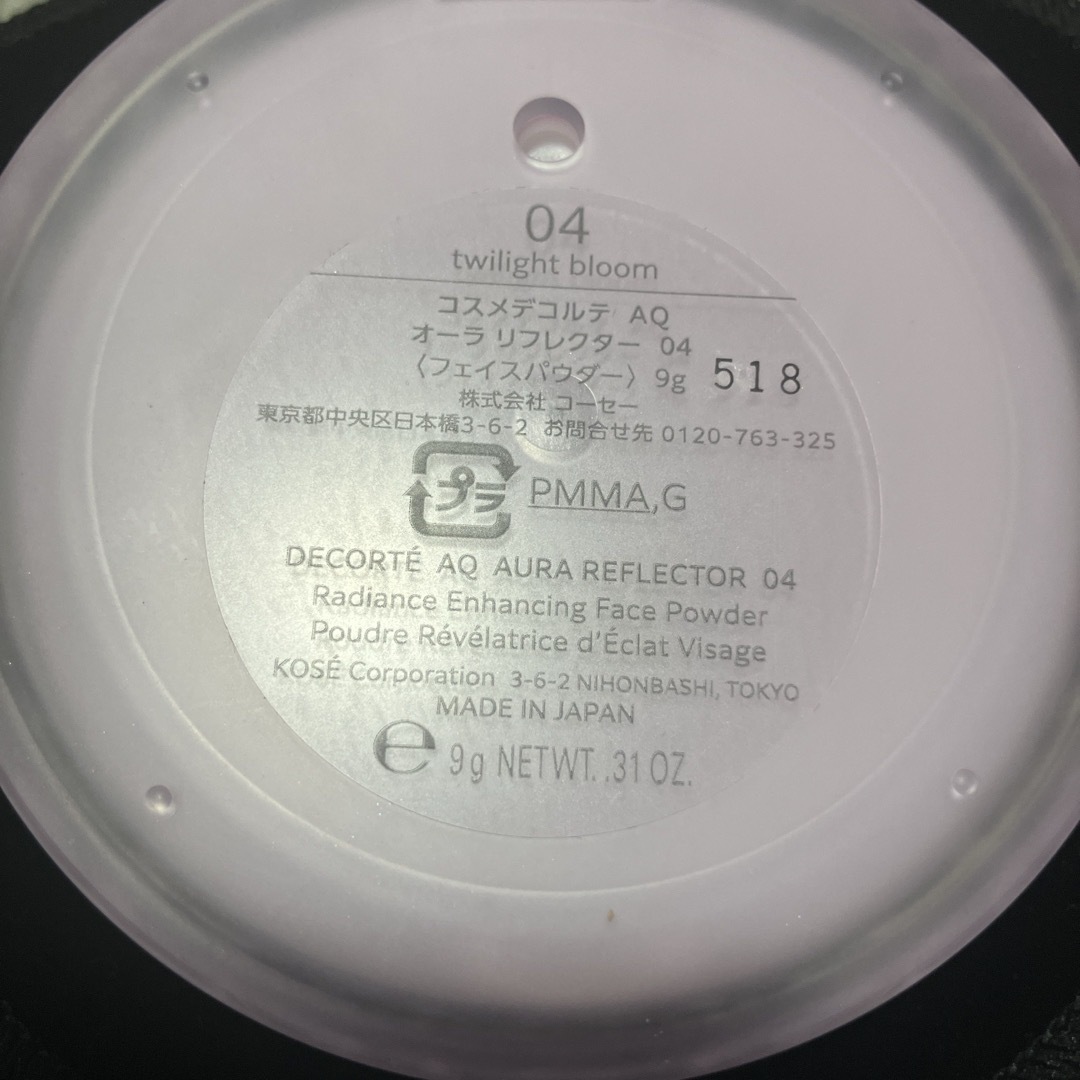 04
twilight bloom
コスメデコルテ AQ
オーラ リフレクター 04
〈フェイスパウダー〉 9g 518
株式会社 コーセー
東京都中央区日本橋3-6-2 お問合せ先 0120-763-325
プラ PMMA,G
DECORTÉ AQ AURA REFLECTOR 04
Radiance Enhancing Face Powder
Poudre Révélatrice d'Éclat Visage
KOSÉ Corporation 3-6-2 NIHONBASHI, TOKYO
MADE IN JAPAN
℮ 9g NETWT. .31 OZ.